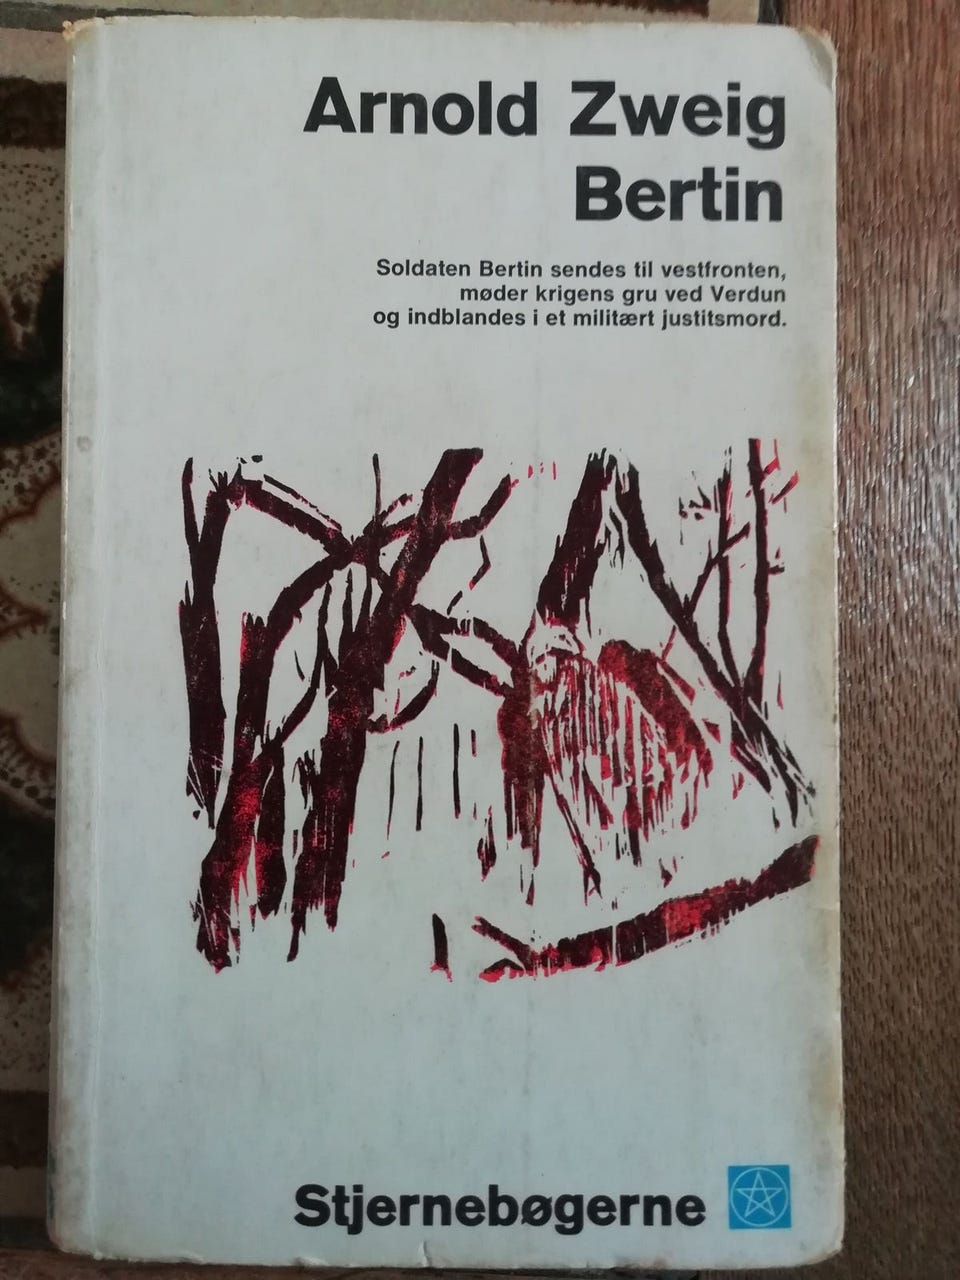 Arnold Zweig
Bertin
Soldaten Bertin sendes til vestfronten,
møder krigens gru ved Verdun
og indblandes i et militært justitsmord.
Stjernebøgerne